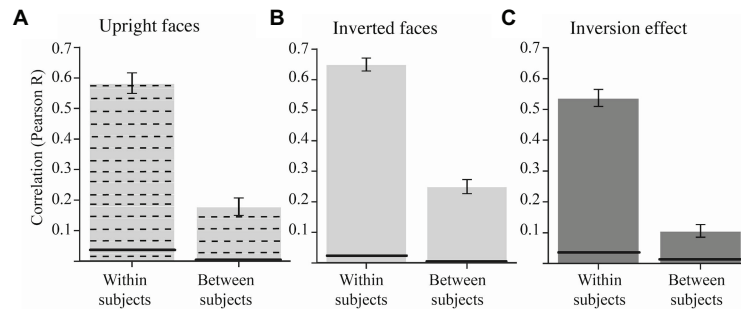 A Upright faces
B Inverted faces
C Inversion effect
Correlation (Pearson R)
0.7
0.6
0.5
0.4
0.3
0.2
0.1
Within subjects
Between subjects
0.7
0.6
0.5
0.4
0.3
0.2
0.1
Within subjects
Between subjects
0.7
0.6
0.5
0.4
0.3
0.2
0.1
Within subjects
Between subjects